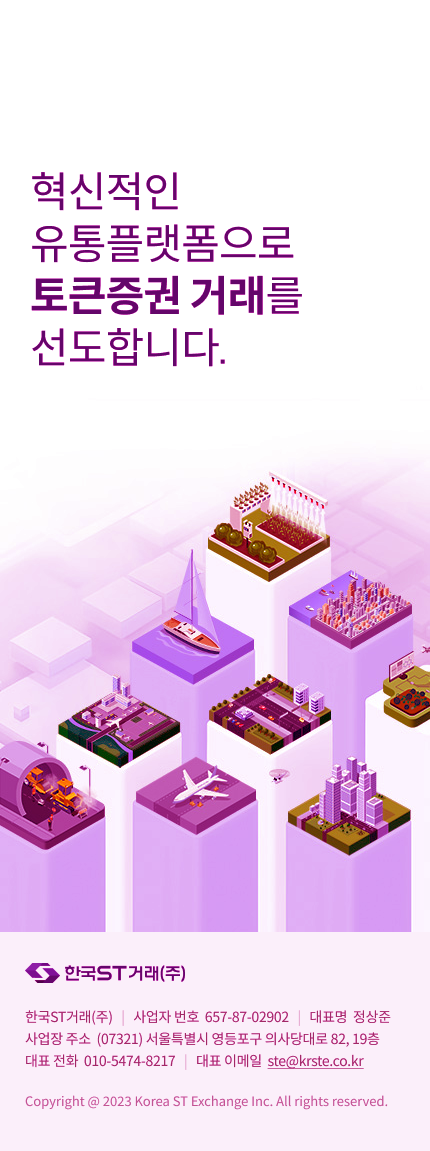 혁신적인
유통플랫폼으로
토큰증권 거래를
선도합니다.
한국ST거래(주)
한국ST거래(주) | 사업자 번호 657-87-02902 | 대표명 정상준
사업장 주소 (07321) 서울특별시 영등포구 의사당대로 82, 19층
대표 전화 010-5474-8217 | 대표 이메일 ste@krste.co.kr
Copyright @ 2023 Korea ST Exchange Inc. All rights reserved.